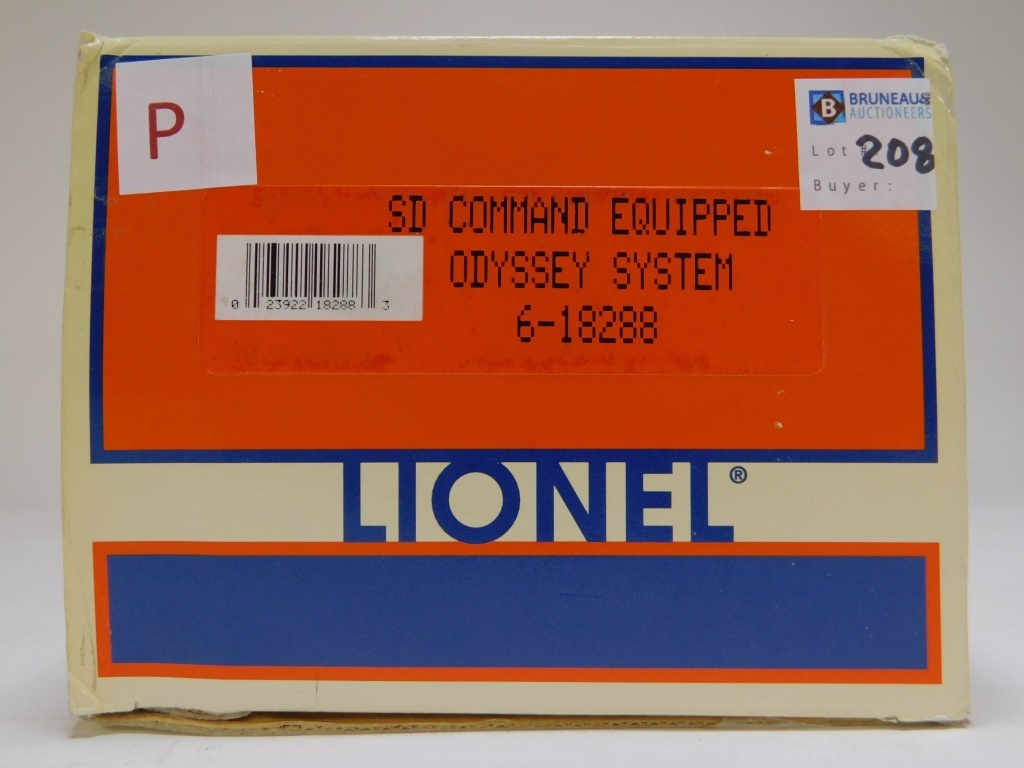 P
BRUNEAU&
AUCTIONEERS
Lot # 208
Buyer:
SD COMMAND EQUIPPED
ODYSSEY SYSTEM
6-18288
0 23922 18288 3
LIONEL®